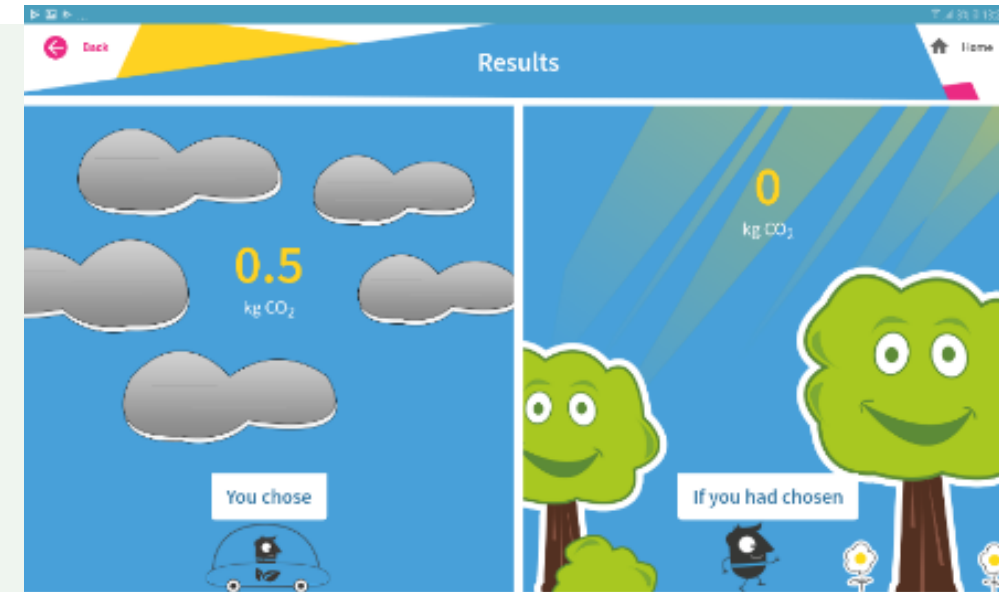 Back
Results
Home
0.5
kg CO₂
You chose
0
kg CO₂
If you had chosen